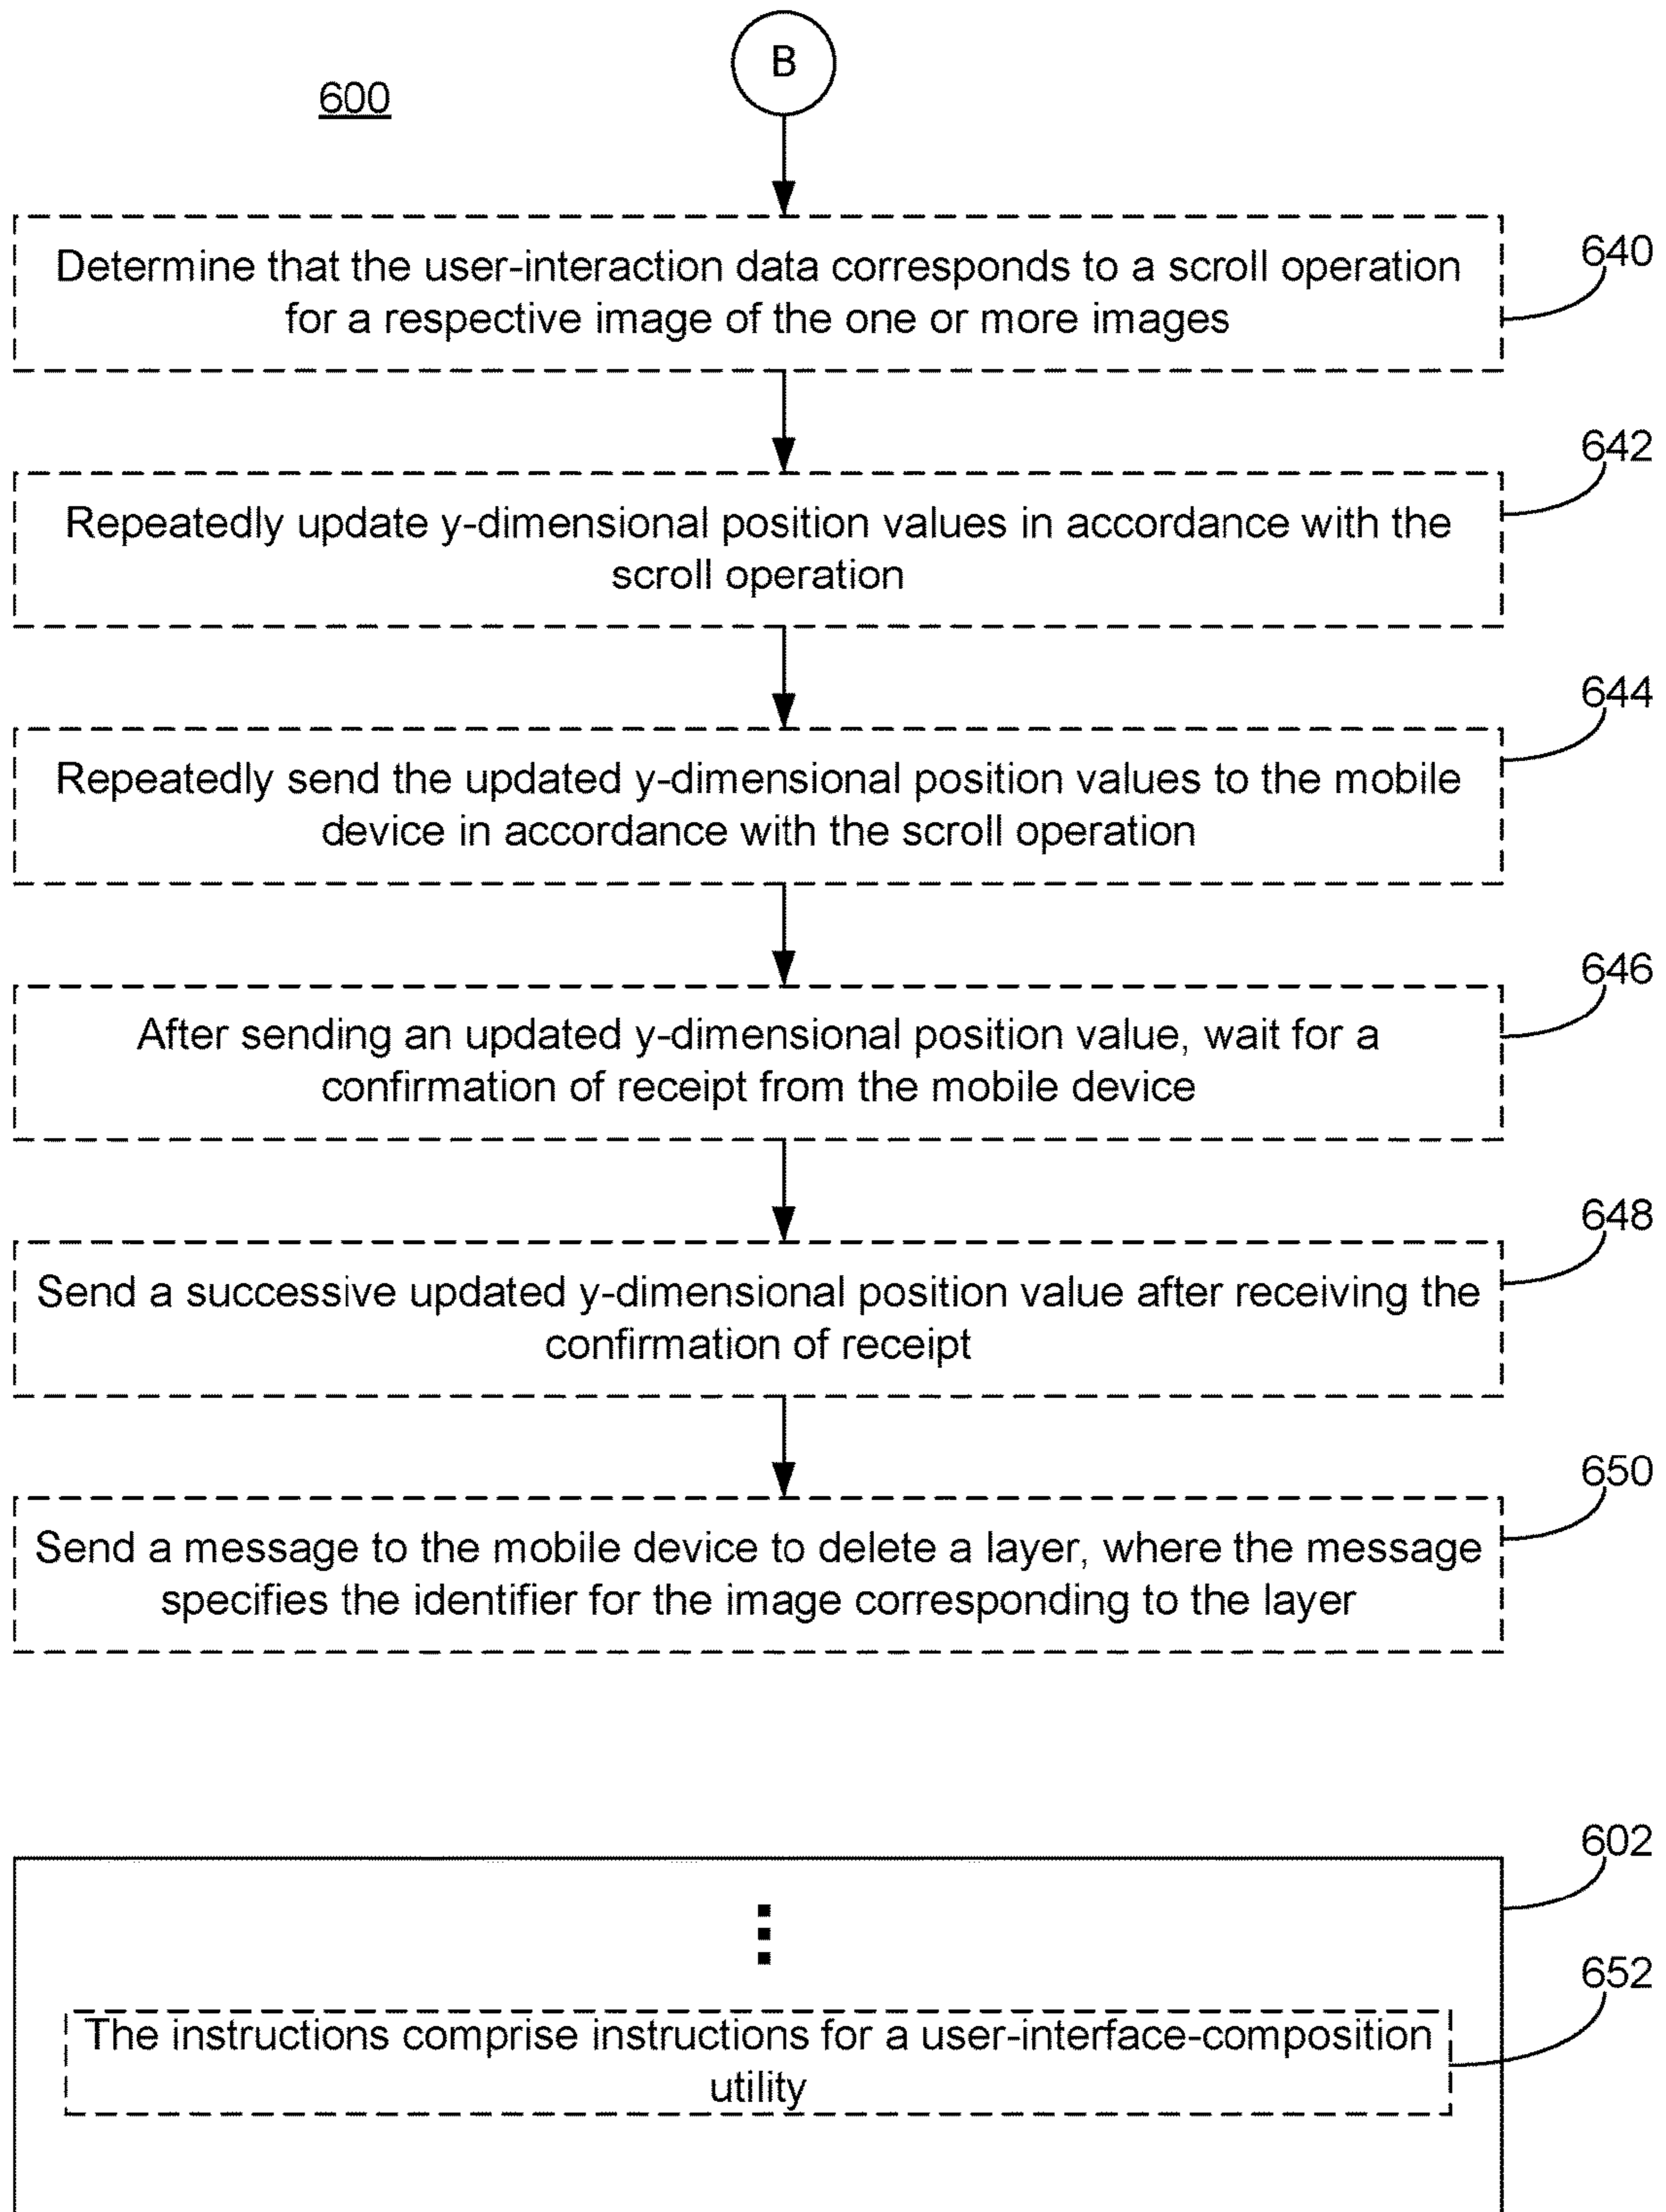 B
600
640
Determine that the user-interaction data corresponds to a scroll operation
for a respective image of the one or more images
642
Repeatedly update y-dimensional position values in accordance with the
scroll operation
644
Repeatedly send the updated y-dimensional position values to the mobile
device in accordance with the scroll operation
646
After sending an updated y-dimensional position value, wait for a
confirmation of receipt from the mobile device
648
Send a successive updated y-dimensional position value after receiving the
confirmation of receipt
650
Send a message to the mobile device to delete a layer, where the message
specifies the identifier for the image corresponding to the layer
602
652
The instructions comprise instructions for a user-interface-composition
utility